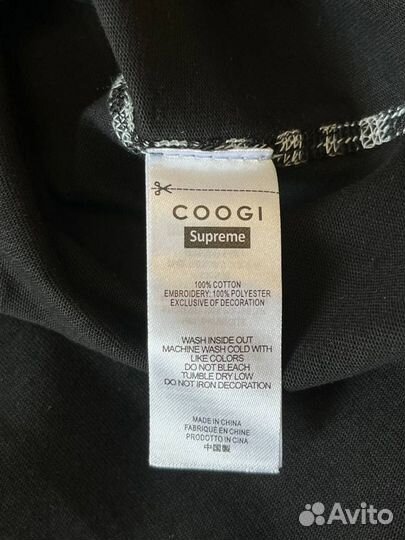 COOGI
Supreme
100% COTTON
EMBROIDERY: 100% POLYESTER
EXCLUSIVE OF DECORATION
WASH INSIDE OUT
MACHINE WASH COLD WITH
LIKE COLORS
DO NOT BLEACH
TUMBLE DRY LOW
DO NOT IRON DECORATION
MADE IN CHINA
FABRIQUÉ EN CHINE
PRODOTTO IN CINA
中国製
Avito